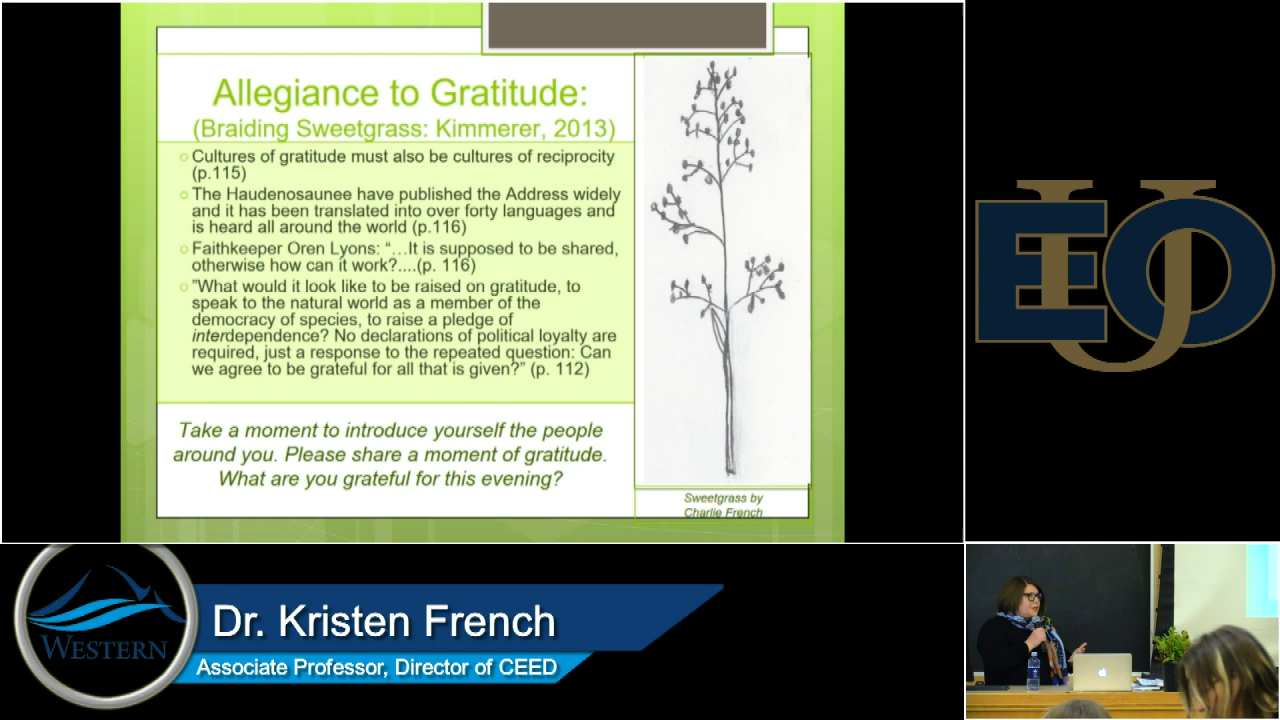 Allegiance to Gratitude:
(Braiding Sweetgrass: Kimmerer, 2013)
Cultures of gratitude must also be cultures of reciprocity
(p.115)
The Haudenosaunee have published the Address widely
and it has been translated into over forty languages and
is heard all around the world (p.116)
Faithkeeper Oren Lyons: “…It is supposed to be shared,
otherwise how can it work?....(p. 116)
”What would it look like to be raised on gratitude, to
speak to the natural world as a member of the
democracy of species, to raise a pledge of
interdependence? No declarations of political loyalty are
required, just a response to the repeated question: Can
we agree to be grateful for all that is given?” (p. 112)
Take a moment to introduce yourself the people
around you. Please share a moment of gratitude.
What are you grateful for this evening?
Sweetgrass by
Charlie French
EUO
WESTERN
Dr. Kristen French
Associate Professor, Director of CEED